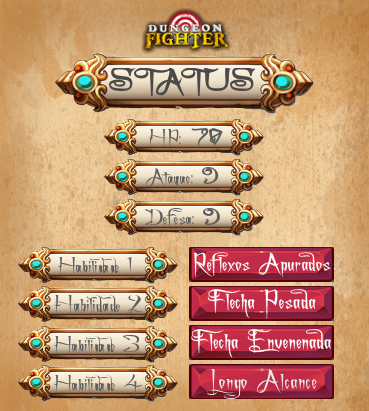 DUNGEON
FIGHTER
STATUS
HP: 70
Ataque: 9
Defesa: 9
Habilidade 1 Reflexos Apurados
Habilidade 2 Flecha Pesada
Habilidade 3 Flecha Envenenada
Habilidade 4 Longo Alcance